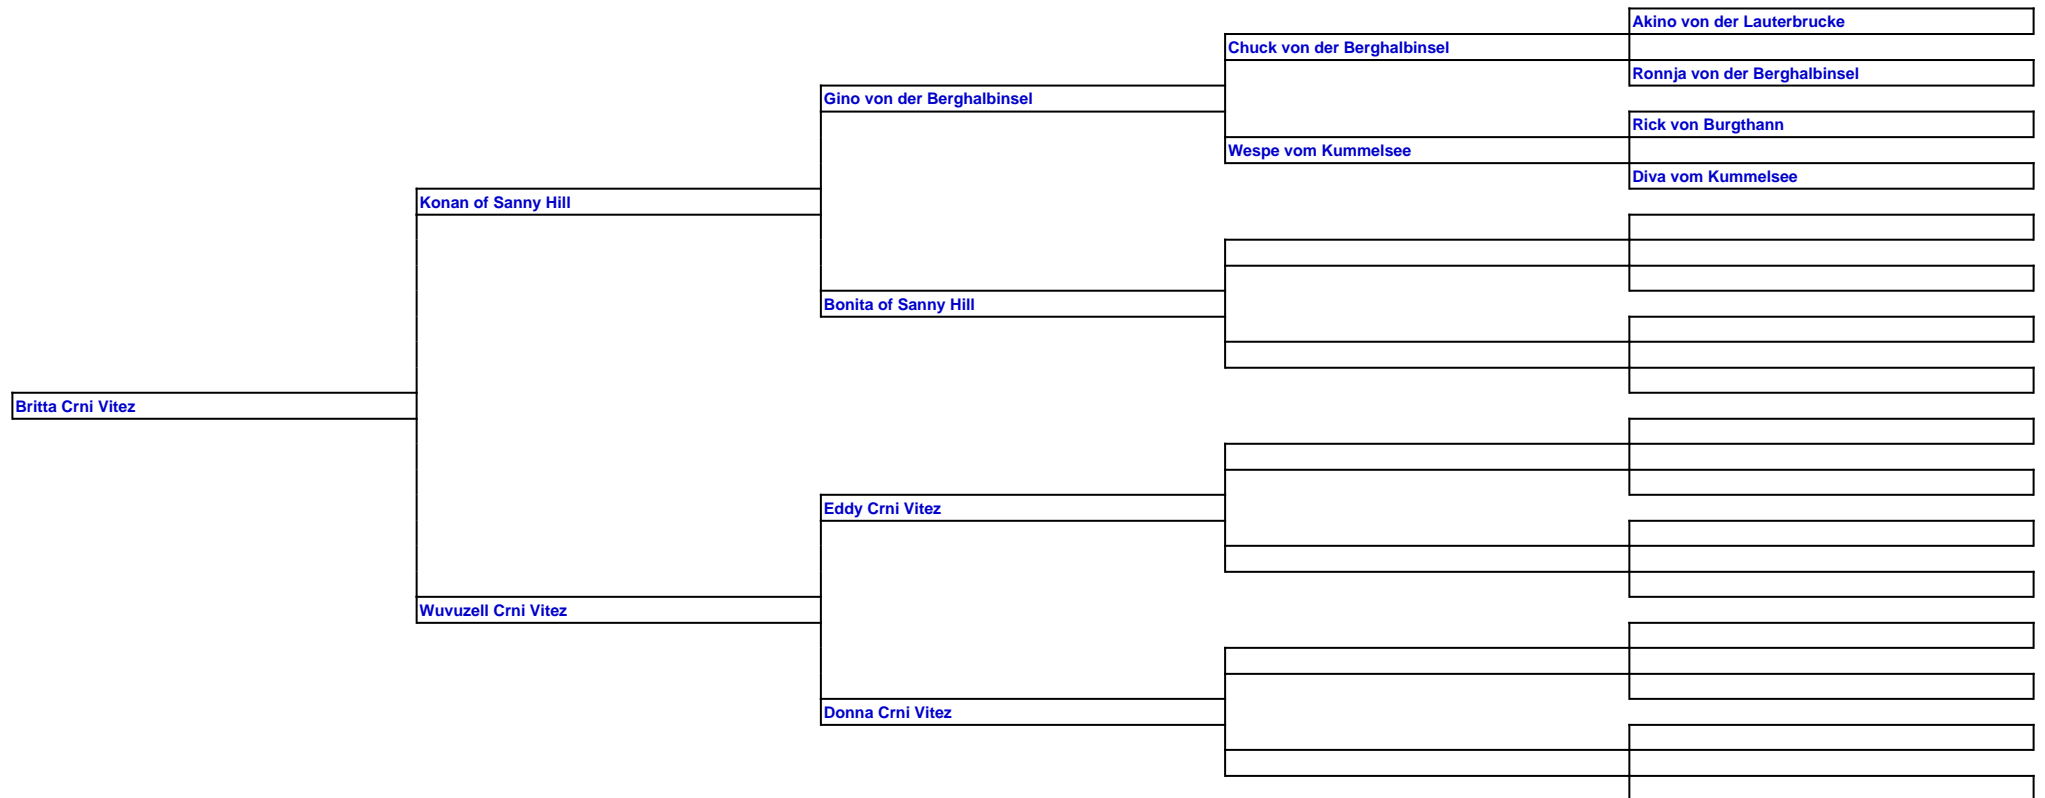 Akino von der Lauterbrucke
Chuck von der Berghalbinsel
Ronnja von der Berghalbinsel
Gino von der Berghalbinsel
Rick von Burgthann
Wespe vom Kummelsee
Diva vom Kummelsee
Konan of Sanny Hill
Bonita of Sanny Hill
Britta Crni Vitez
Eddy Crni Vitez
Wuvuzell Crni Vitez
Donna Crni Vitez